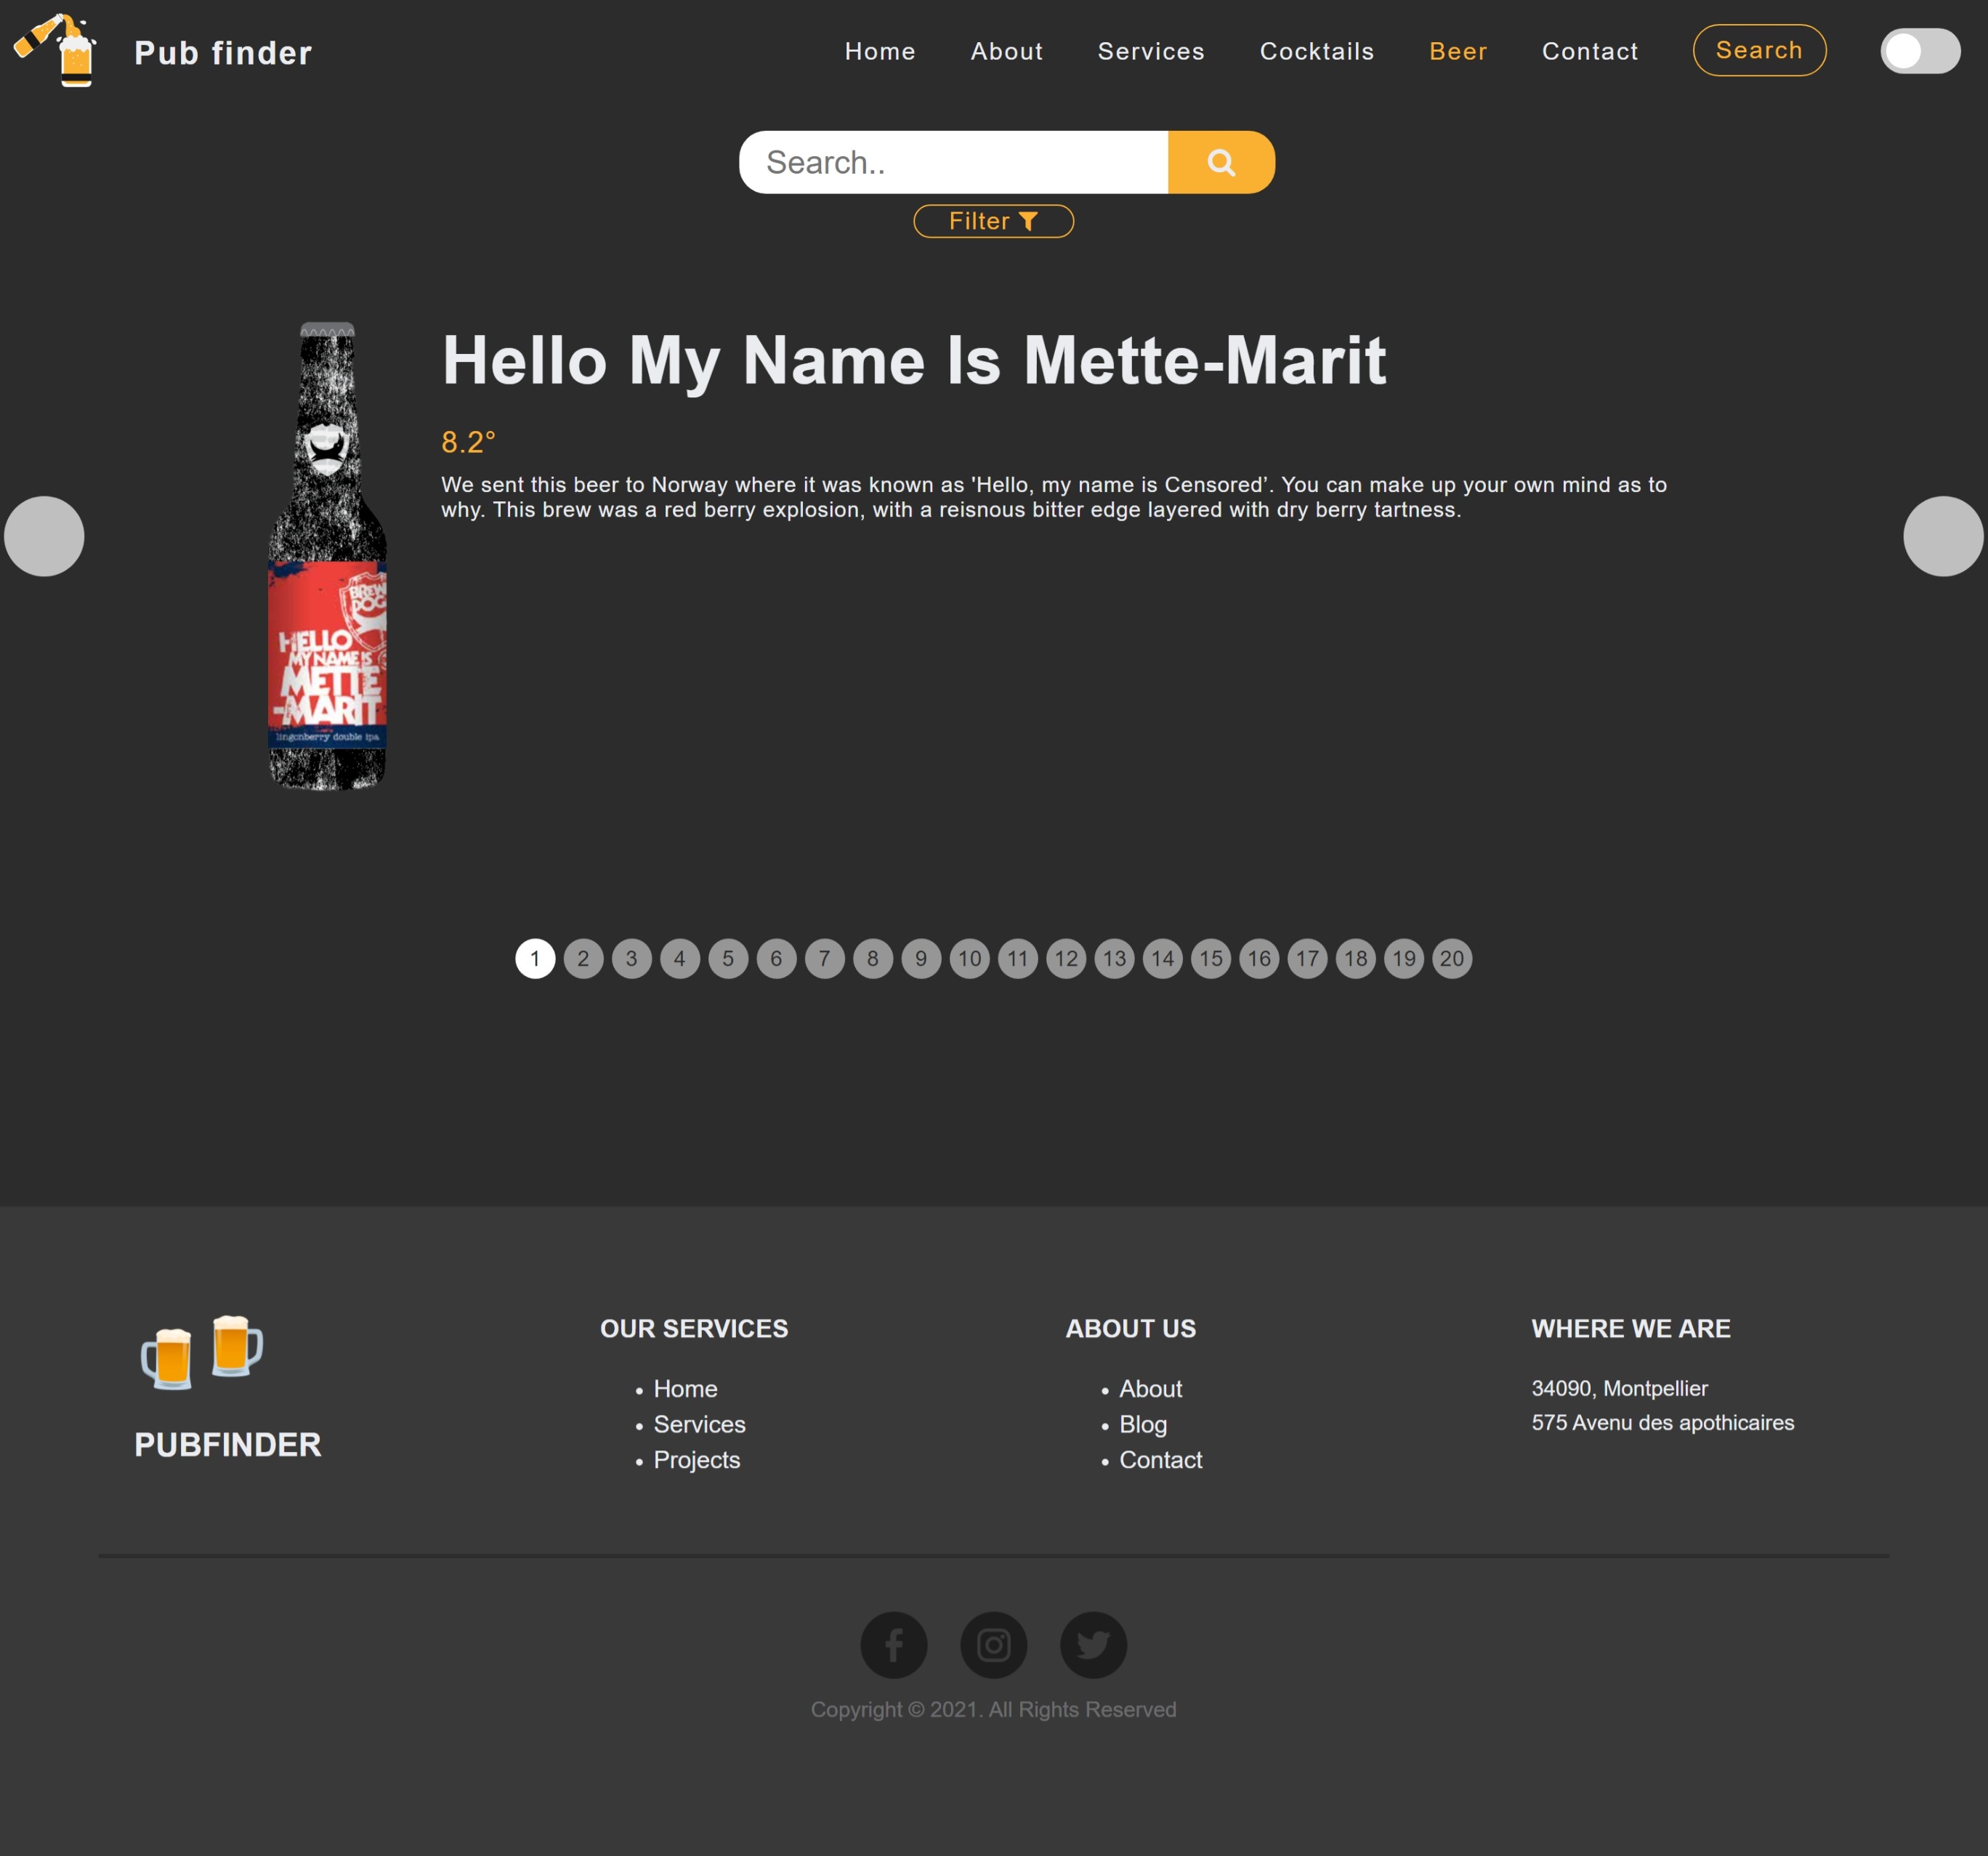 Pub finder
Home About Services Cocktails Beer Contact Search
Search..
Filter
Hello My Name Is Mette-Marit
8.2°
We sent this beer to Norway where it was known as 'Hello, my name is Censored’. You can make up your own mind as to
why. This brew was a red berry explosion, with a reisnous bitter edge layered with dry berry tartness.
BREW
DOG
HELLO
MY NAME IS
METTE
-MARIT
lingonberry double ipa
1 2 3 4 5 6 7 8 9 10 11 12 13 14 15 16 17 18 19 20
PUBFINDER
OUR SERVICES
Home
Services
Projects
ABOUT US
About
Blog
Contact
WHERE WE ARE
34090, Montpellier
575 Avenu des apothicaires
Copyright © 2021. All Rights Reserved